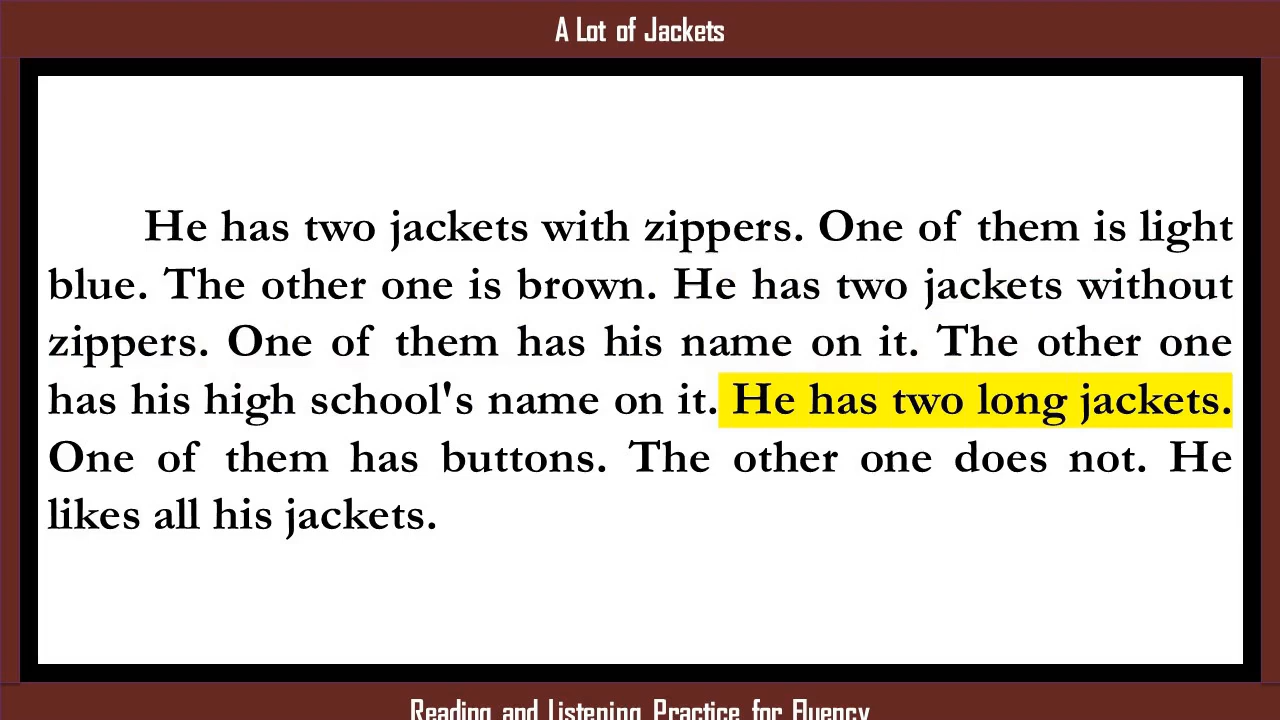 A Lot of Jackets
He has two jackets with zippers. One of them is light
blue. The other one is brown. He has two jackets without
zippers. One of them has his name on it. The other one
has his high school's name on it. He has two long jackets.
One of them has buttons. The other one does not. He
likes all his jackets.
Reading and Listening Practice for Fluency